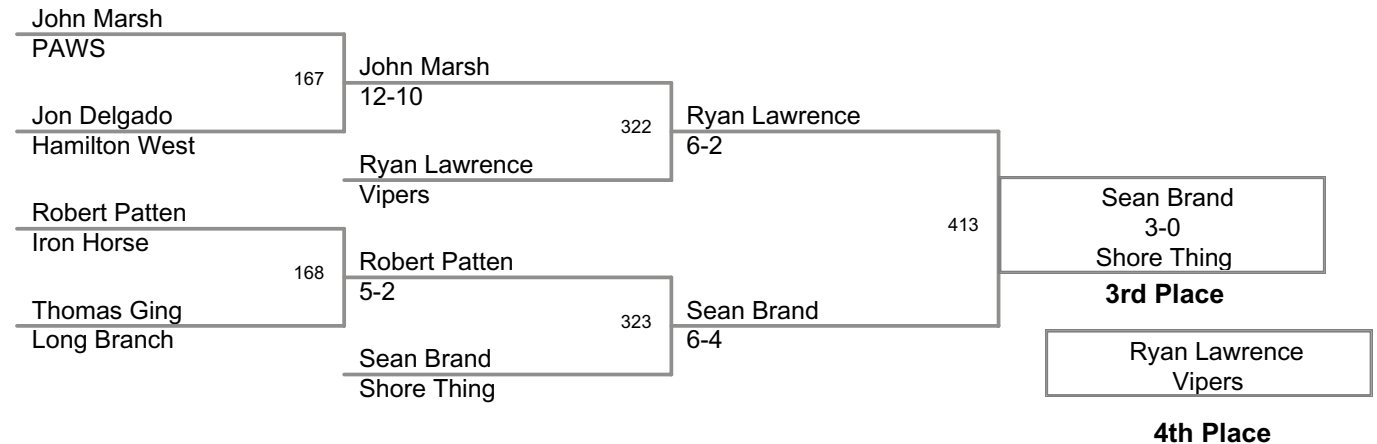 John Marsh
PAWS
167
Jon Delgado
Hamilton West
Robert Patten
Iron Horse
168
Thomas Ging
Long Branch
John Marsh
12-10
322
Ryan Lawrence
Vipers
Robert Patten
5-2
323
Sean Brand
Shore Thing
Ryan Lawrence
6-2
413
Sean Brand
6-4
Sean Brand
3-0
Shore Thing
3rd Place
Ryan Lawrence
Vipers
4th Place